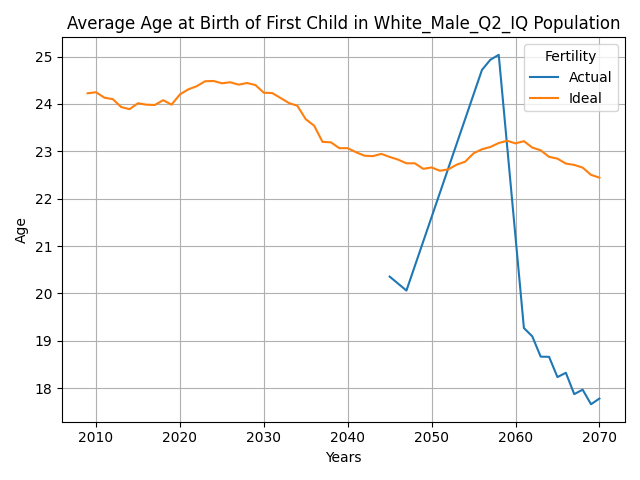 Average Age at Birth of First Child in White_Male_Q2_IQ Population
Fertility
Actual
Ideal
25
24
23
22
21
20
19
18
Age
2010 2020 2030 2040 2050 2060 2070
Years